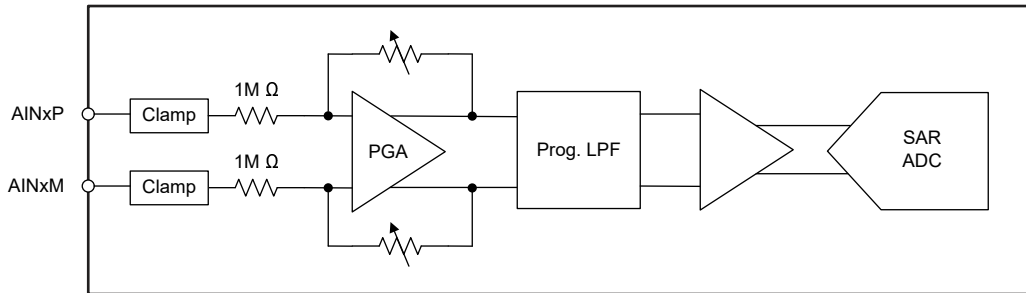 1M Ω
AINxP
Clamp
PGA
Prog. LPF
SAR
ADC
1M Ω
AINxM
Clamp